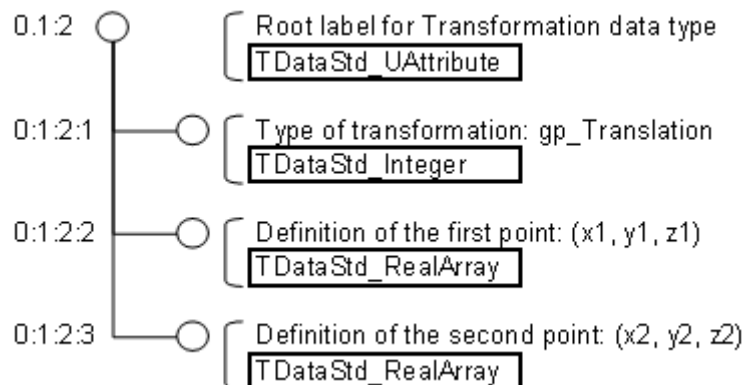 0.1:2 Root label for Transformation data type
TDataStd_UAttribute
0:1:2:1 Type of transformation: gp_Translation
TDataStd_Integer
0:1:2:2 Definition of the first point: (x1, y1, z1)
TDataStd_RealArray
0:1:2:3 Definition of the second point: (x2, y2, z2)
TDataStd_RealArray